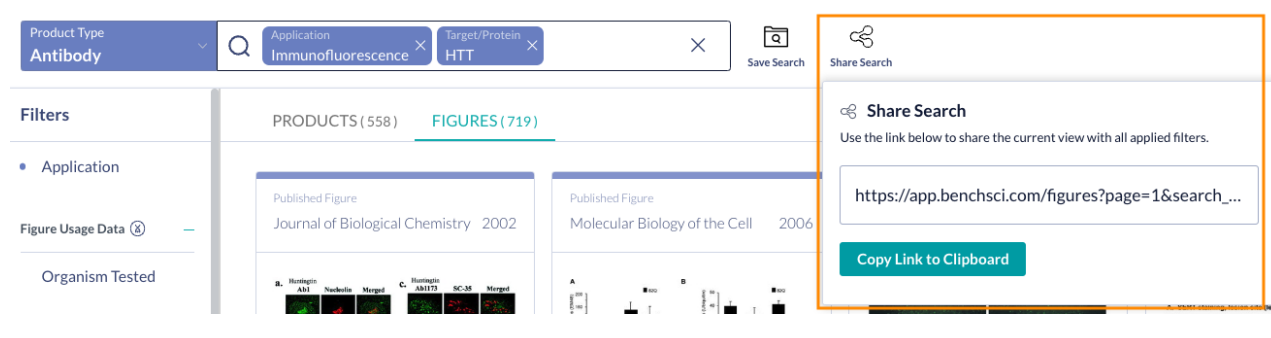 Product Type
Antibody
Application
Immunofluorescence
Target/Protein
HTT
Save Search
Share Search
Filters
Application
Figure Usage Data
Organism Tested
PRODUCTS (558)
FIGURES (719)
Published Figure
Journal of Biological Chemistry 2002
a. Huntingtin Ab1 Nucleolin Merged
c. Huntingtin Ab1173 SC-35 Merged
Published Figure
Molecular Biology of the Cell 2006
A
B
Share Search
Use the link below to share the current view with all applied filters.
https://app.benchsci.com/figures?page=1&search_...
Copy Link to Clipboard